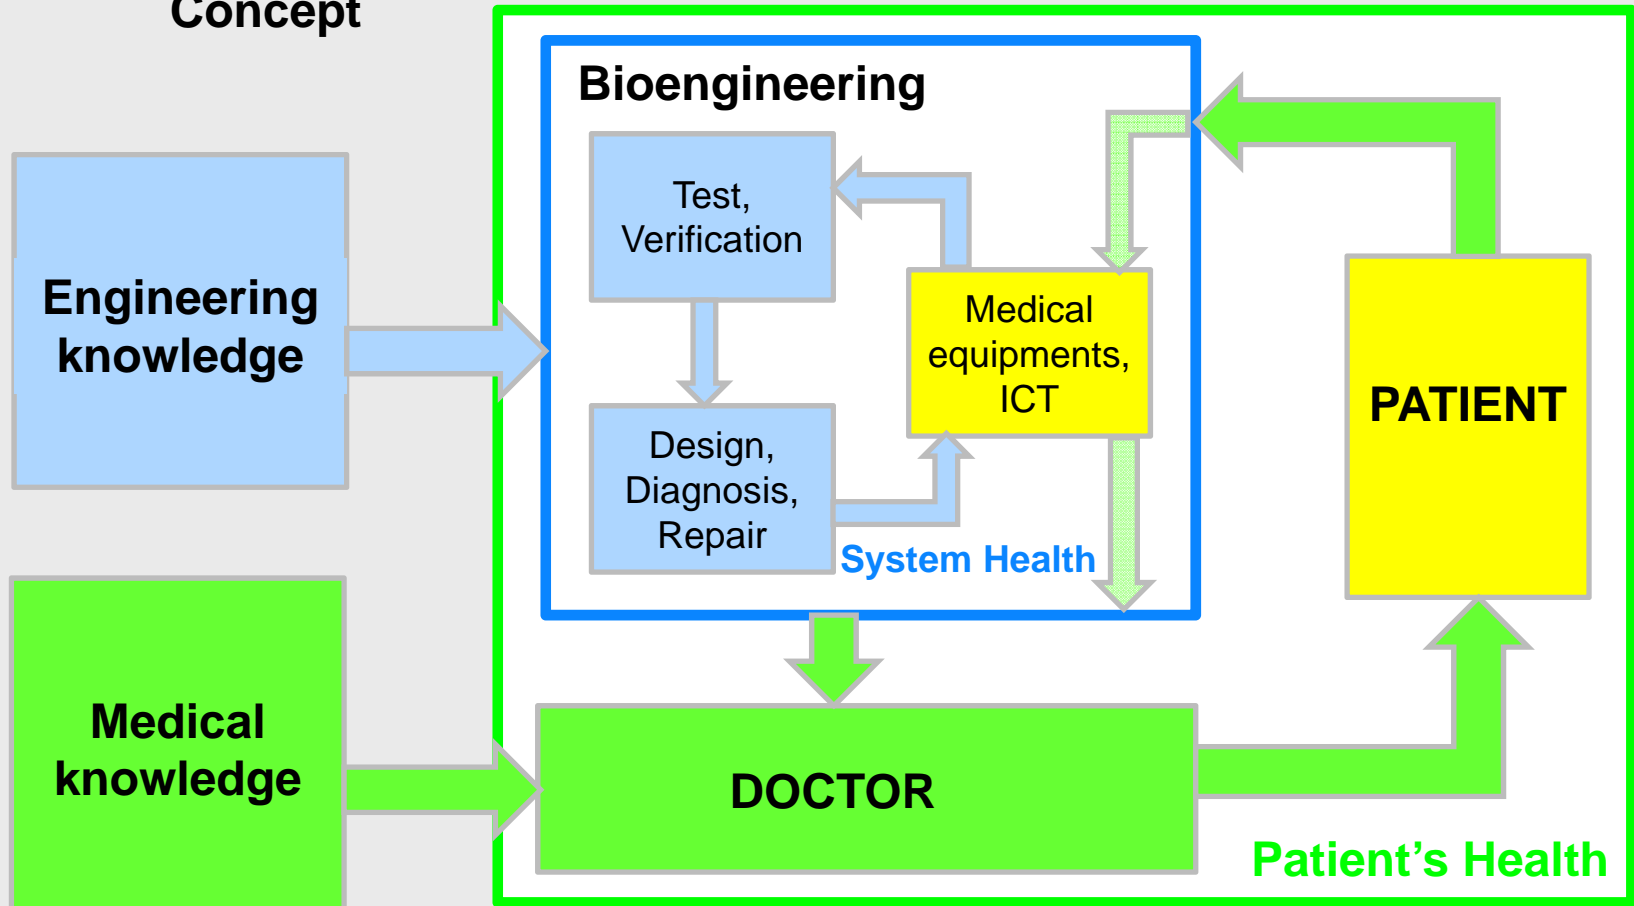 Concept
Bioengineering
Test,
Verification
Engineering
knowledge
Medical
equipments,
ICT
PATIENT
Design,
Diagnosis,
Repair
System Health
Medical
knowledge
DOCTOR
Patient’s Health